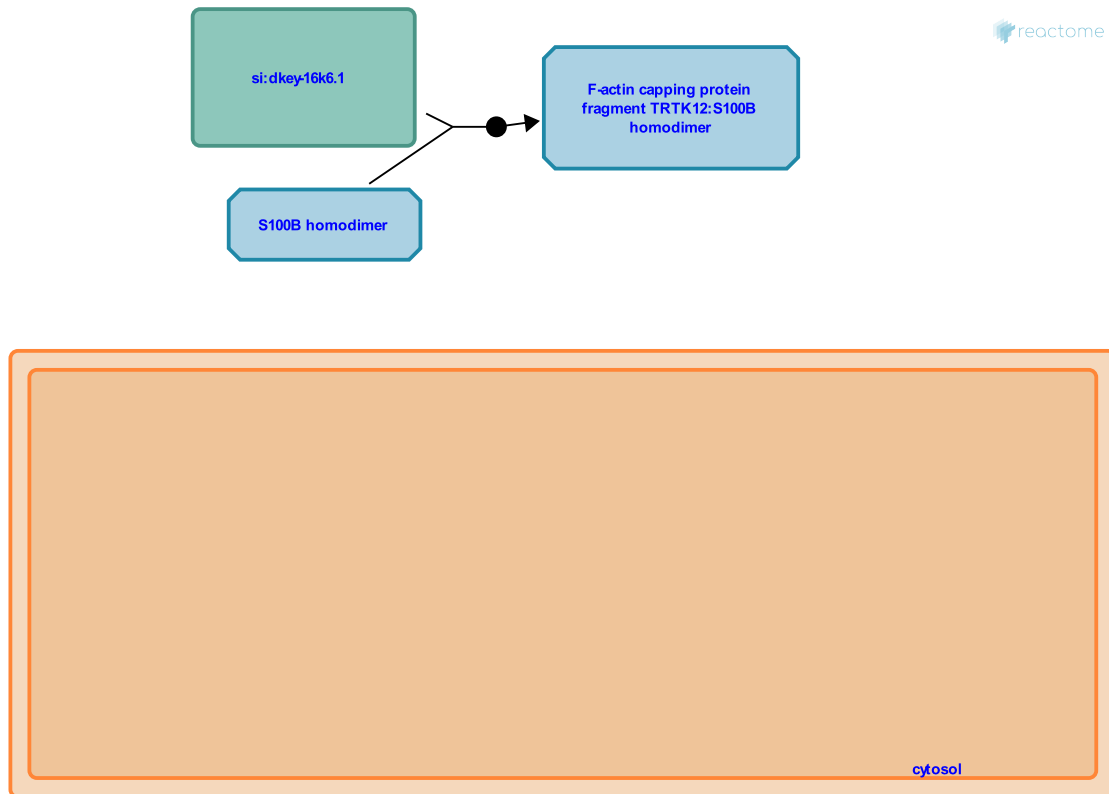 reactome
si:dkey-16k6.1
F-actin capping protein
fragment TRTK12:S100B
homodimer
S100B homodimer
cytosol